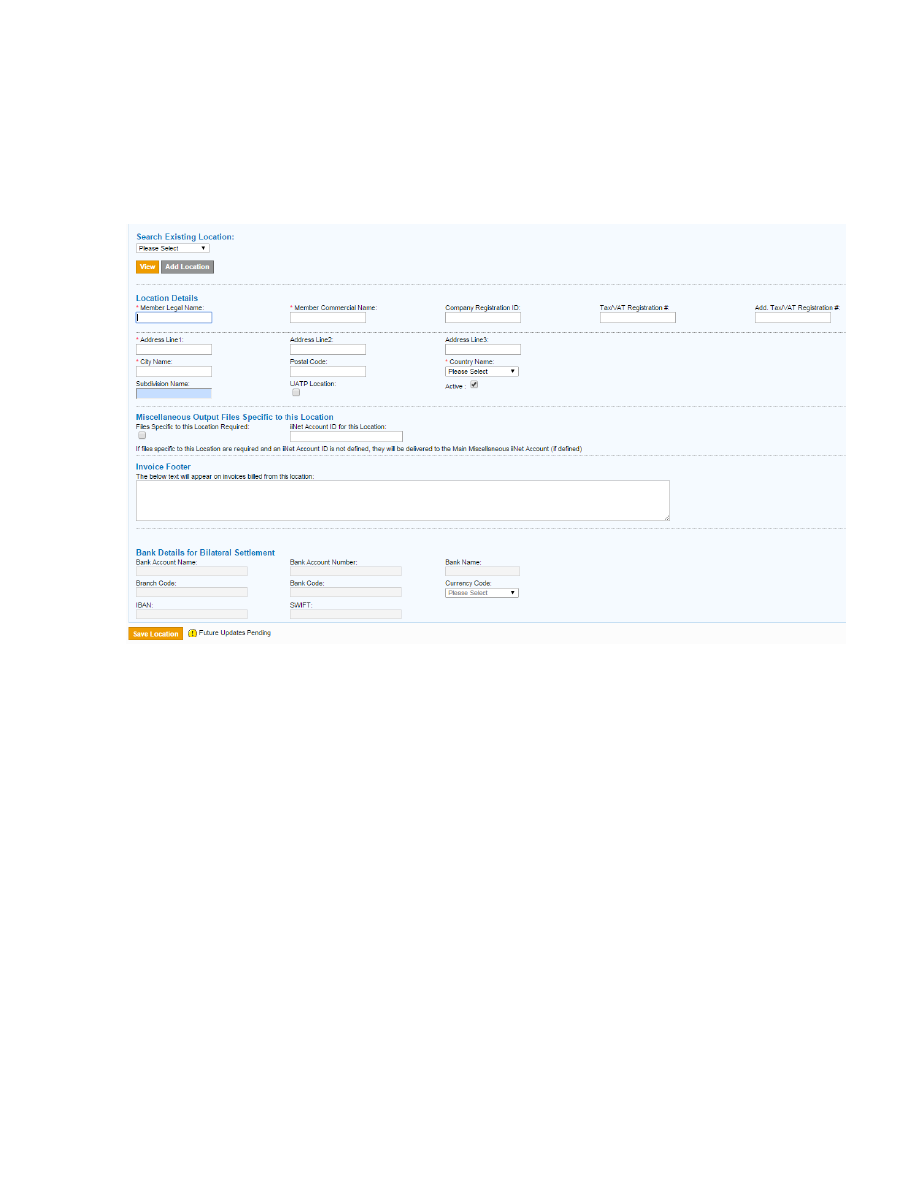 Search Existing Location:
Please Select
View Add Location
Location Details
* Member Legal Name: * Member Commercial Name: Company Registration ID: Tax/VAT Registration #: Add. Tax/VAT Registration #:
* Address Line1: Address Line2: Address Line3:
* City Name: Postal Code: * Country Name:
Please Select
Subdivision Name: UATP Location: Active :
Miscellaneous Output Files Specific to this Location
Files Specific to this Location Required: iiNet Account ID for this Location:
If files specific to this Location are required and an iiNet Account ID is not defined, they will be delivered to the Main Miscellaneous iiNet Account (if defined)
Invoice Footer
The below text will appear on invoices billed from this location:
Bank Details for Bilateral Settlement
Bank Account Name: Bank Account Number: Bank Name:
Branch Code: Bank Code: Currency Code:
Please Select
IBAN: SWIFT:
Save Location ! Future Updates Pending